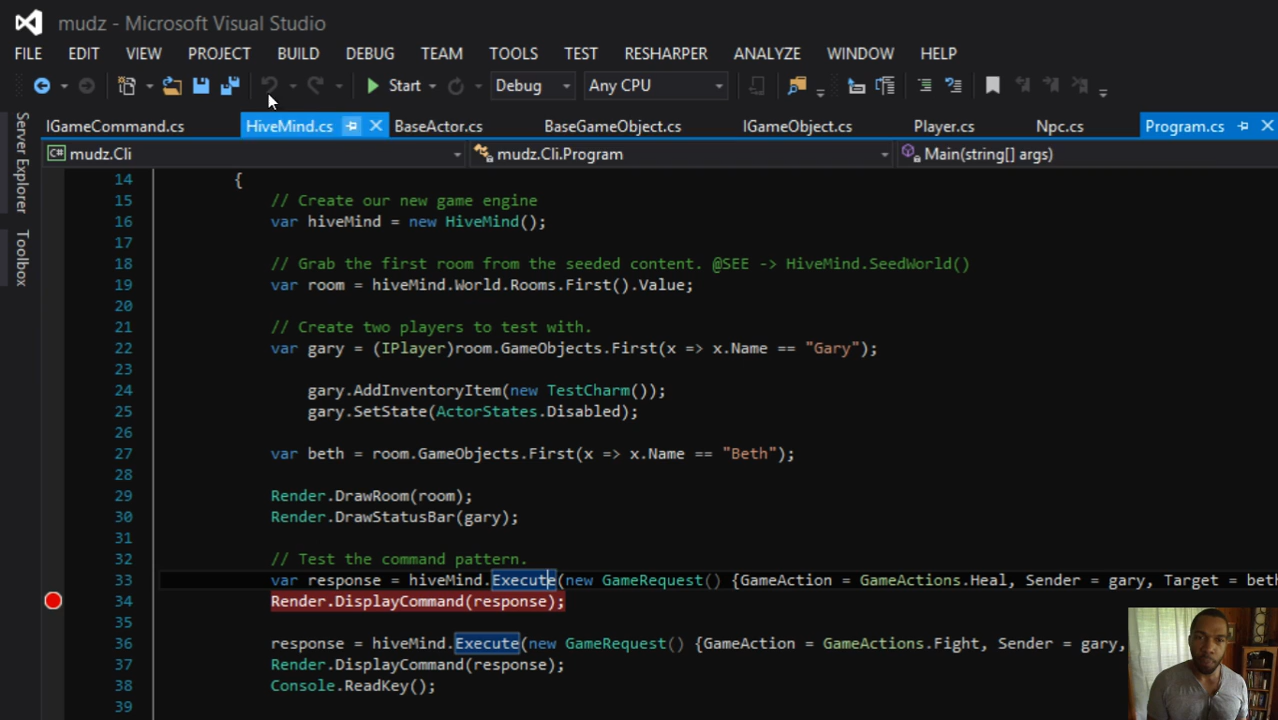 mudz - Microsoft Visual Studio
FILE EDIT VIEW PROJECT BUILD DEBUG TEAM TOOLS TEST RESHARPER ANALYZE WINDOW HELP
Start Debug Any CPU
IGameCommand.cs HiveMind.cs BaseActor.cs BaseGameObject.cs IGameObject.cs Player.cs Npc.cs Program.cs
Server Explorer
Toolbox
C# mudz.Cli mudz.Cli.Program Main(string[] args)
14 {
15 // Create our new game engine
16 var hiveMind = new HiveMind();
17
18 // Grab the first room from the seeded content. @SEE -> HiveMind.SeedWorld()
19 var room = hiveMind.World.Rooms.First().Value;
20
21 // Create two players to test with.
22 var gary = (IPlayer)room.GameObjects.First(x => x.Name == "Gary");
23
24 gary.AddInventoryItem(new TestCharm());
25 gary.SetState(ActorStates.Disabled);
26
27 var beth = room.GameObjects.First(x => x.Name == "Beth");
28
29 Render.DrawRoom(room);
30 Render.DrawStatusBar(gary);
31
32 // Test the command pattern.
33 var response = hiveMind.Execute(new GameRequest() {GameAction = GameActions.Heal, Sender = gary, Target = beth
34 Render.DisplayCommand(response);
35
36 response = hiveMind.Execute(new GameRequest() {GameAction = GameActions.Fight, Sender = gary,
37 Render.DisplayCommand(response);
38 Console.ReadKey();
39